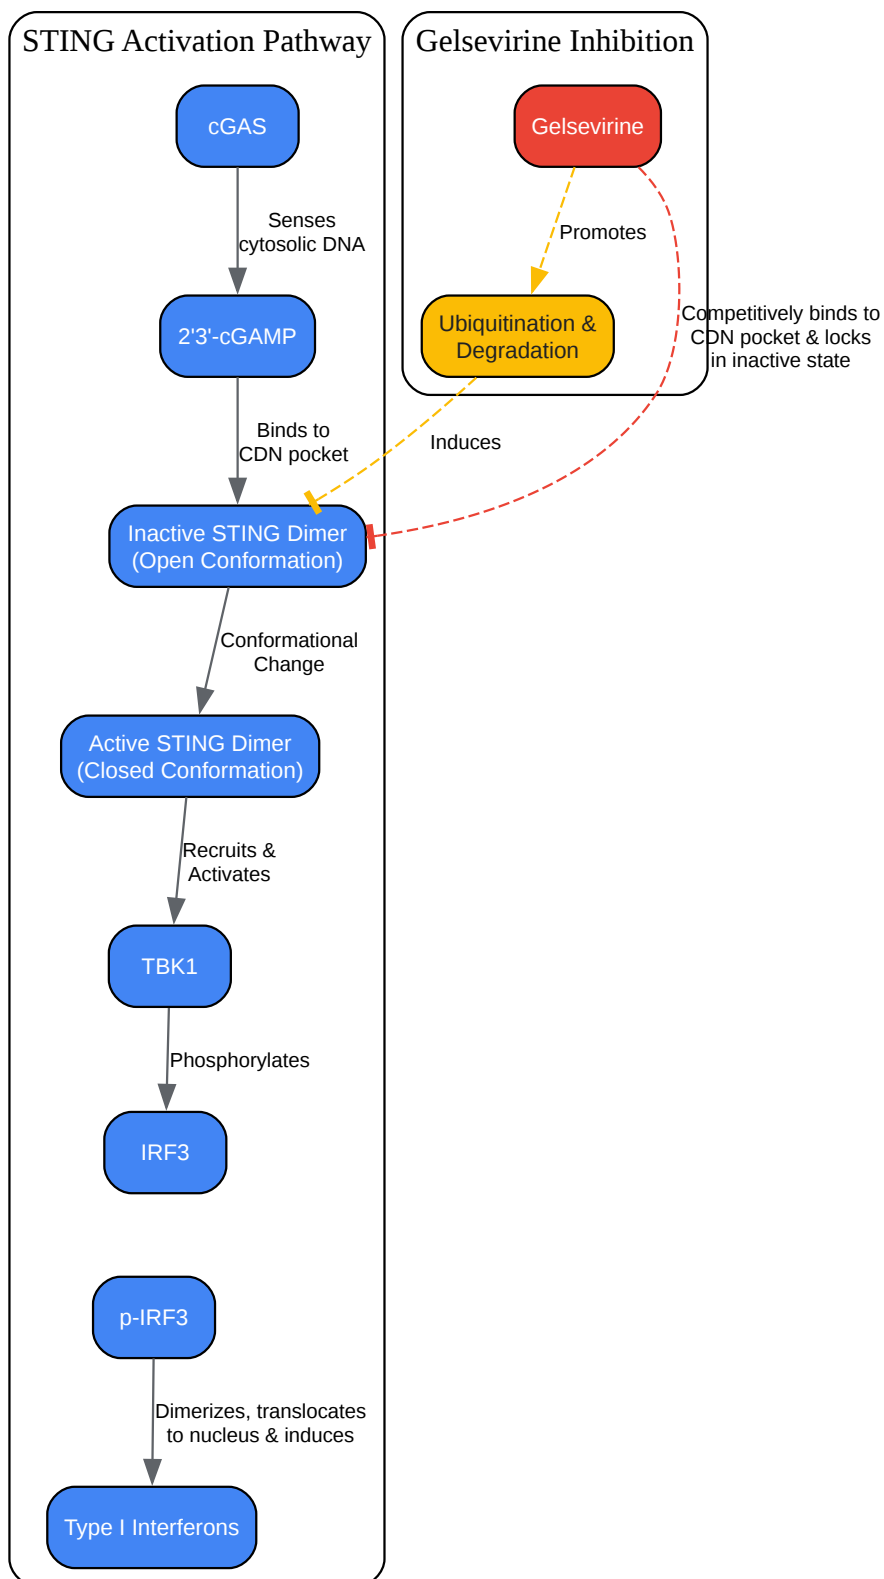 STING Activation Pathway
Gelsevirine Inhibition
cGAS
Gelsevirine
Senses
cytosolic DNA
Promotes
2'3'-cGAMP
Ubiquitination &
Degradation
Competitively binds to
CDN pocket & locks
in inactive state
Binds to
CDN pocket
Induces
Inactive STING Dimer
(Open Conformation)
Conformational
Change
Active STING Dimer
(Closed Conformation)
Recruits &
Activates
TBK1
Phosphorylates
IRF3
p-IRF3
Dimerizes, translocates
to nucleus & induces
Type I Interferons